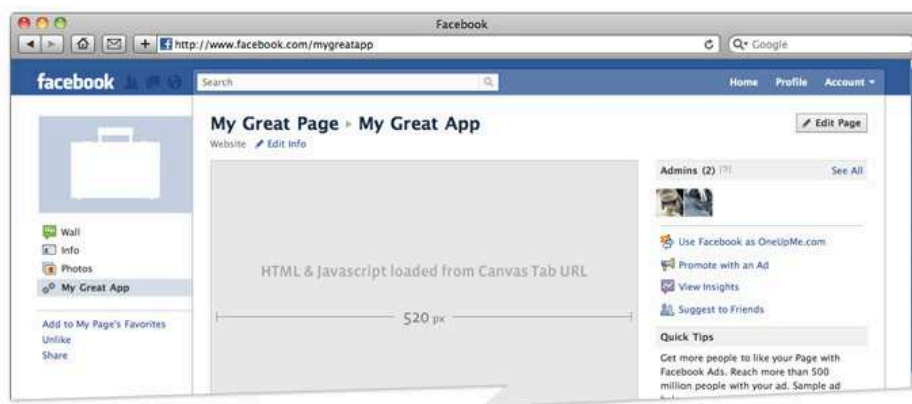 Facebook
http://www.facebook.com/mygreatapp
Google
facebook
Search
Home Profile Account
My Great Page ▸ My Great App
Edit Page
Website Edit Info
Admins (2) [?] See All
Wall
Info
Photos
My Great App
Use Facebook as OneUpMe.com
Promote with an Ad
View Insights
Suggest to Friends
HTML & Javascript loaded from Canvas Tab URL
520 px
Add to My Page's Favorites
Unlike
Share
Quick Tips
Get more people to like your Page with
Facebook Ads. Reach more than 500
million people with your ad. Sample ad